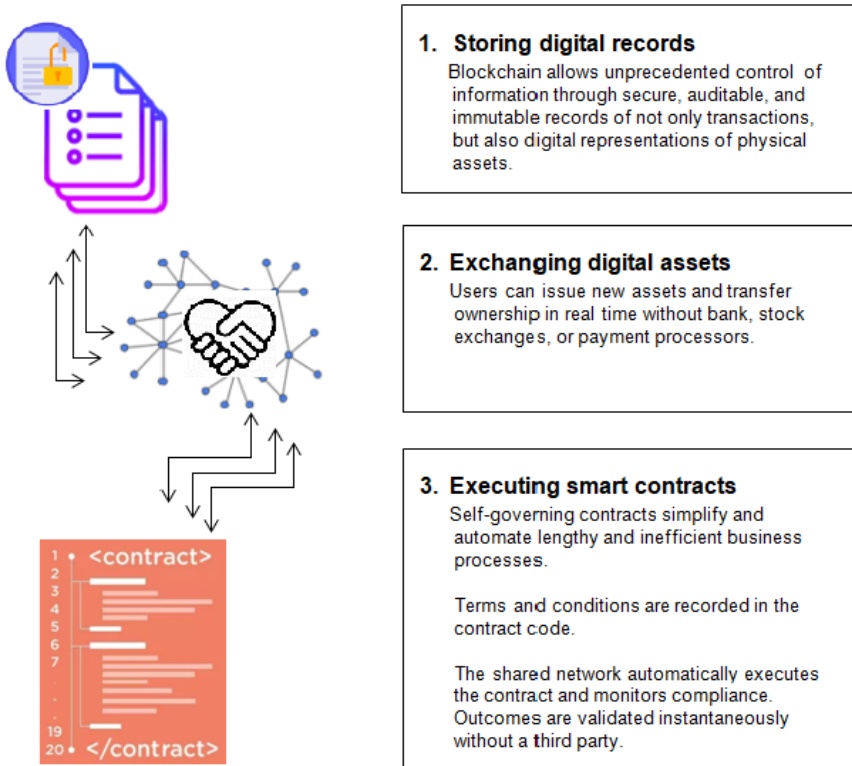 1. Storing digital records
Blockchain allows unprecedented control of
information through secure, auditable, and
immutable records of not only transactions,
but also digital representations of physical
assets.
2. Exchanging digital assets
Users can issue new assets and transfer
ownership in real time without bank, stock
exchanges, or payment processors.
3. Executing smart contracts
Self-governing contracts simplify and
automate lengthy and inefficient business
processes.
Terms and conditions are recorded in the
contract code.
The shared network automatically executes
the contract and monitors compliance.
Outcomes are validated instantaneously
without a third party.
1 <contract>
2
3
4
5
6
7
.
.
.
19
20 </contract>